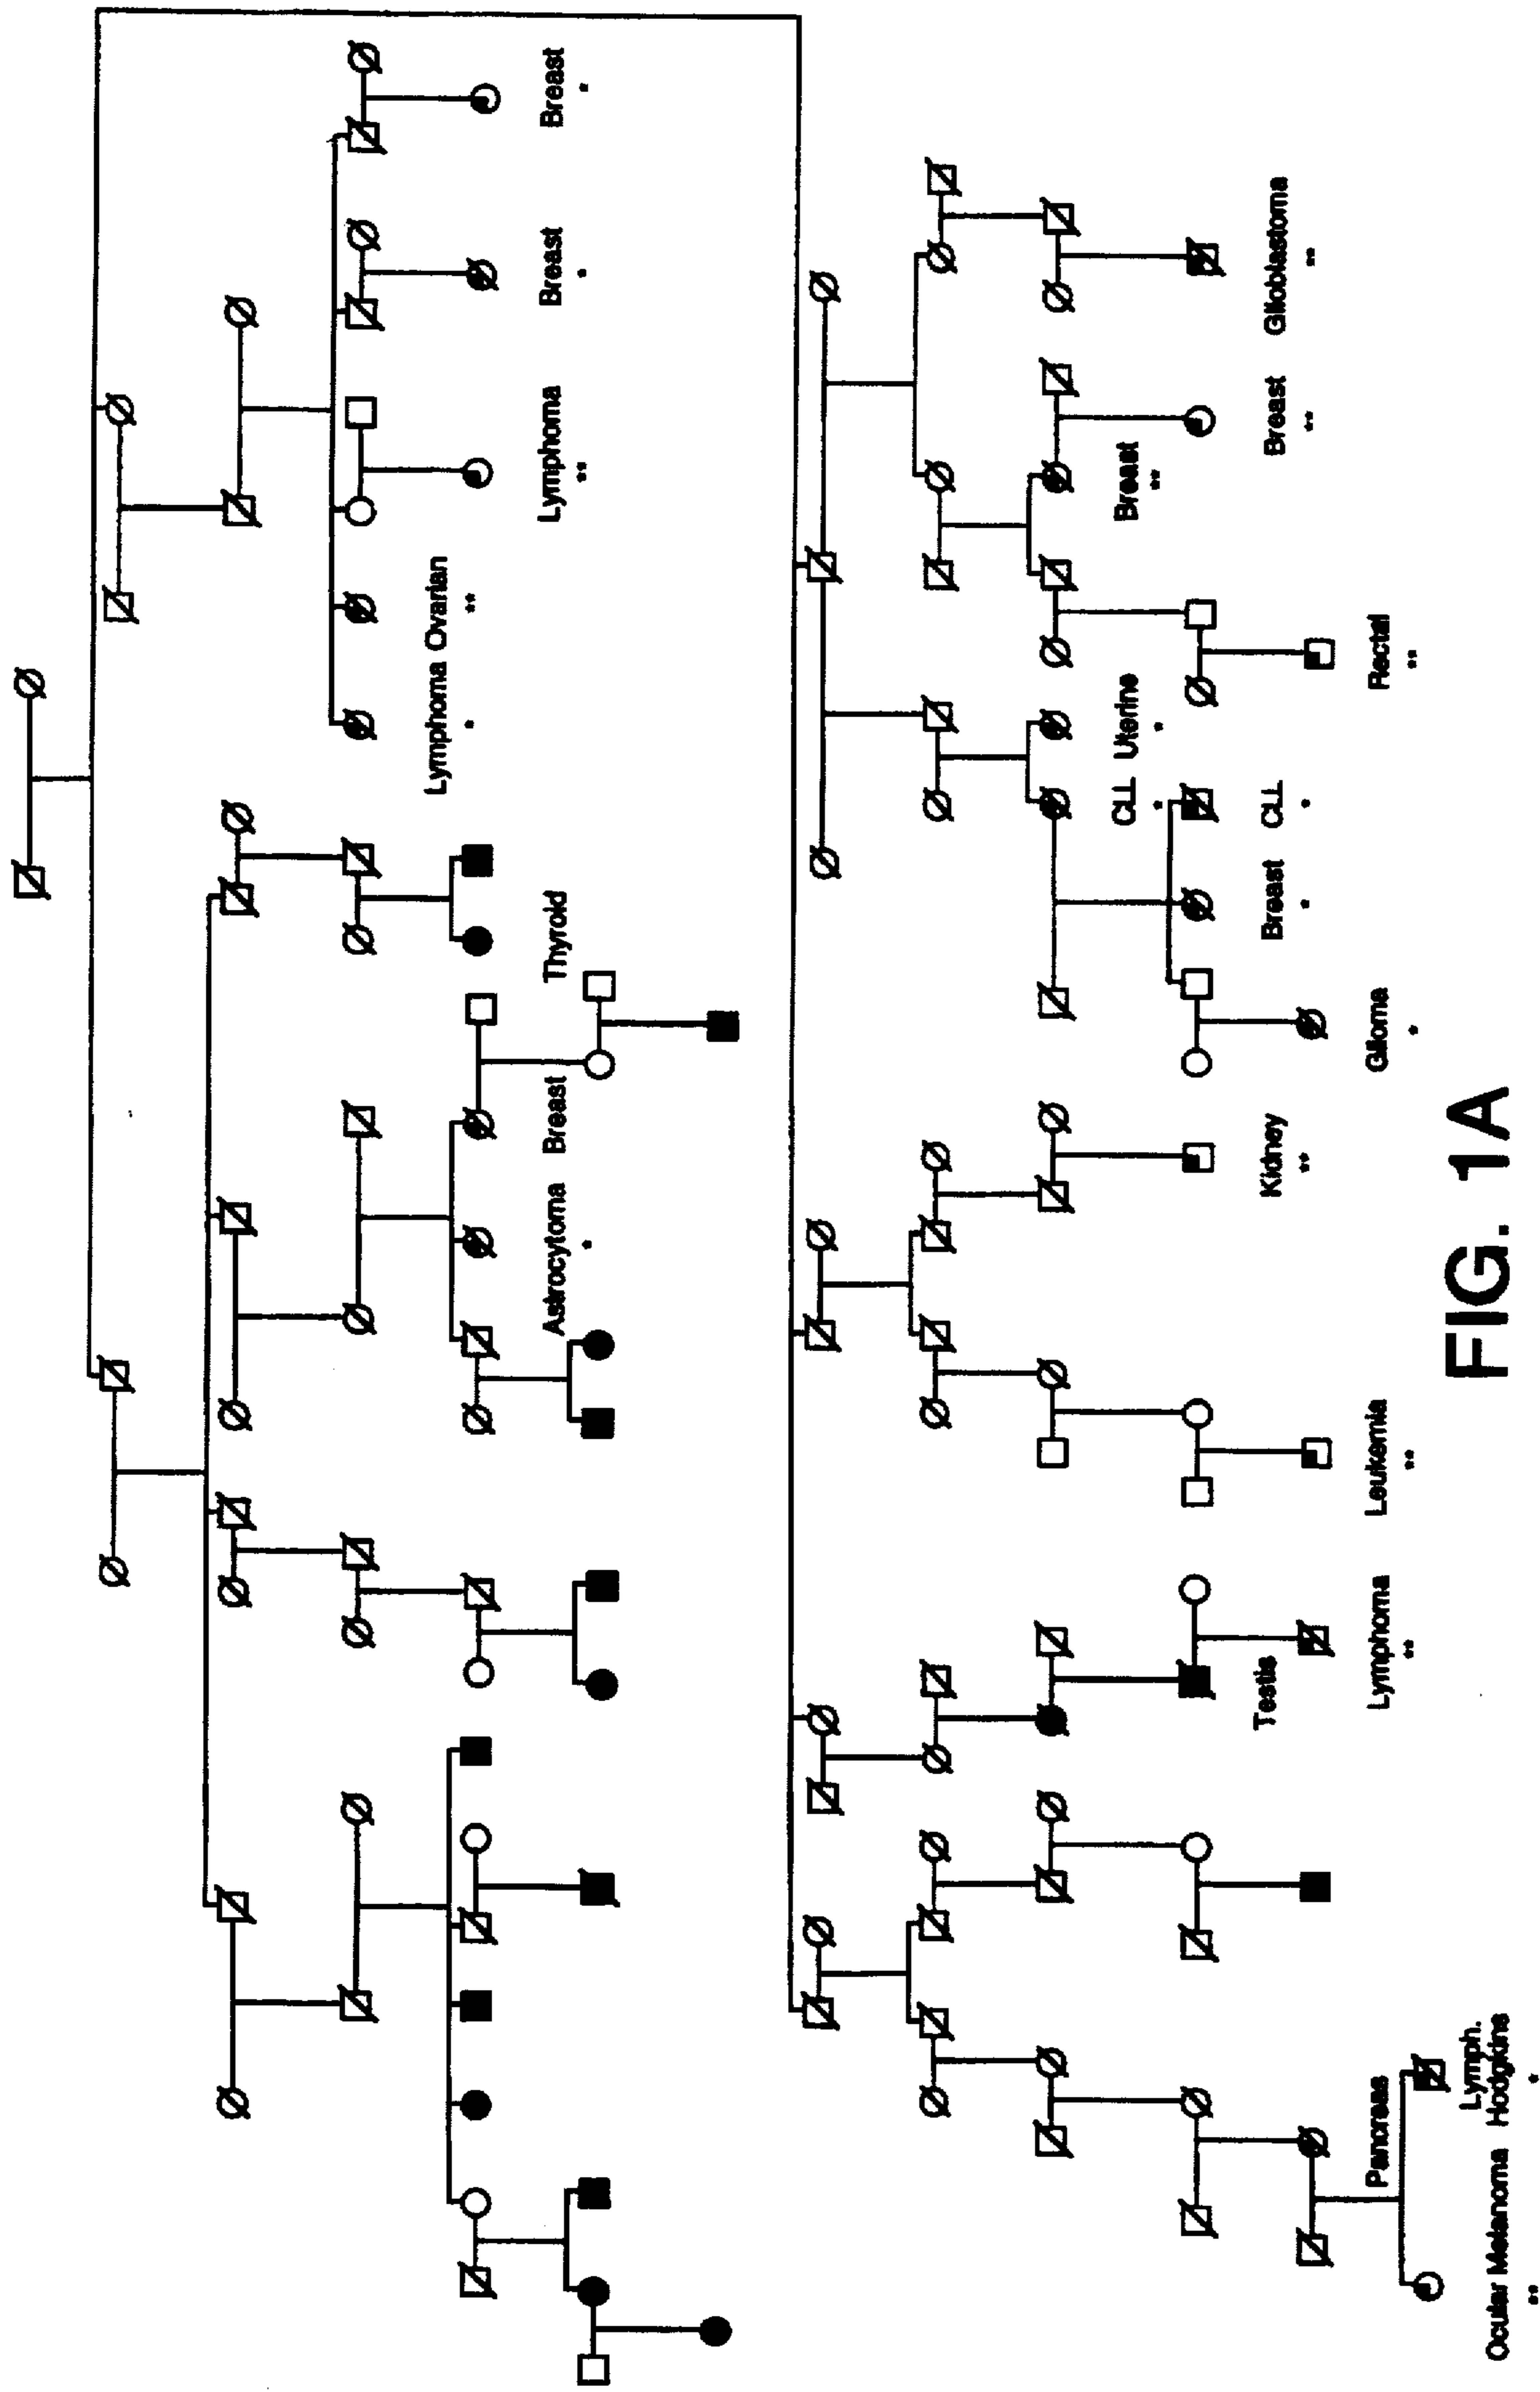 Breast
*
Breast
*
Lymphoma
**
Lymphoma Ovarian
* **
Thyroid
Astrocytoma Breast
*
Glioblastoma
**
Breast
**
Breast
**
Rectal
**
CLL Uterine
* *
Breast CLL
* *
Glioma
*
Kidney
**
Leukemia
**
Testis
Lymphoma
**
Pancreas
Lymph.
Ocular Melanoma Hodgkins
** *
FIG. 1A